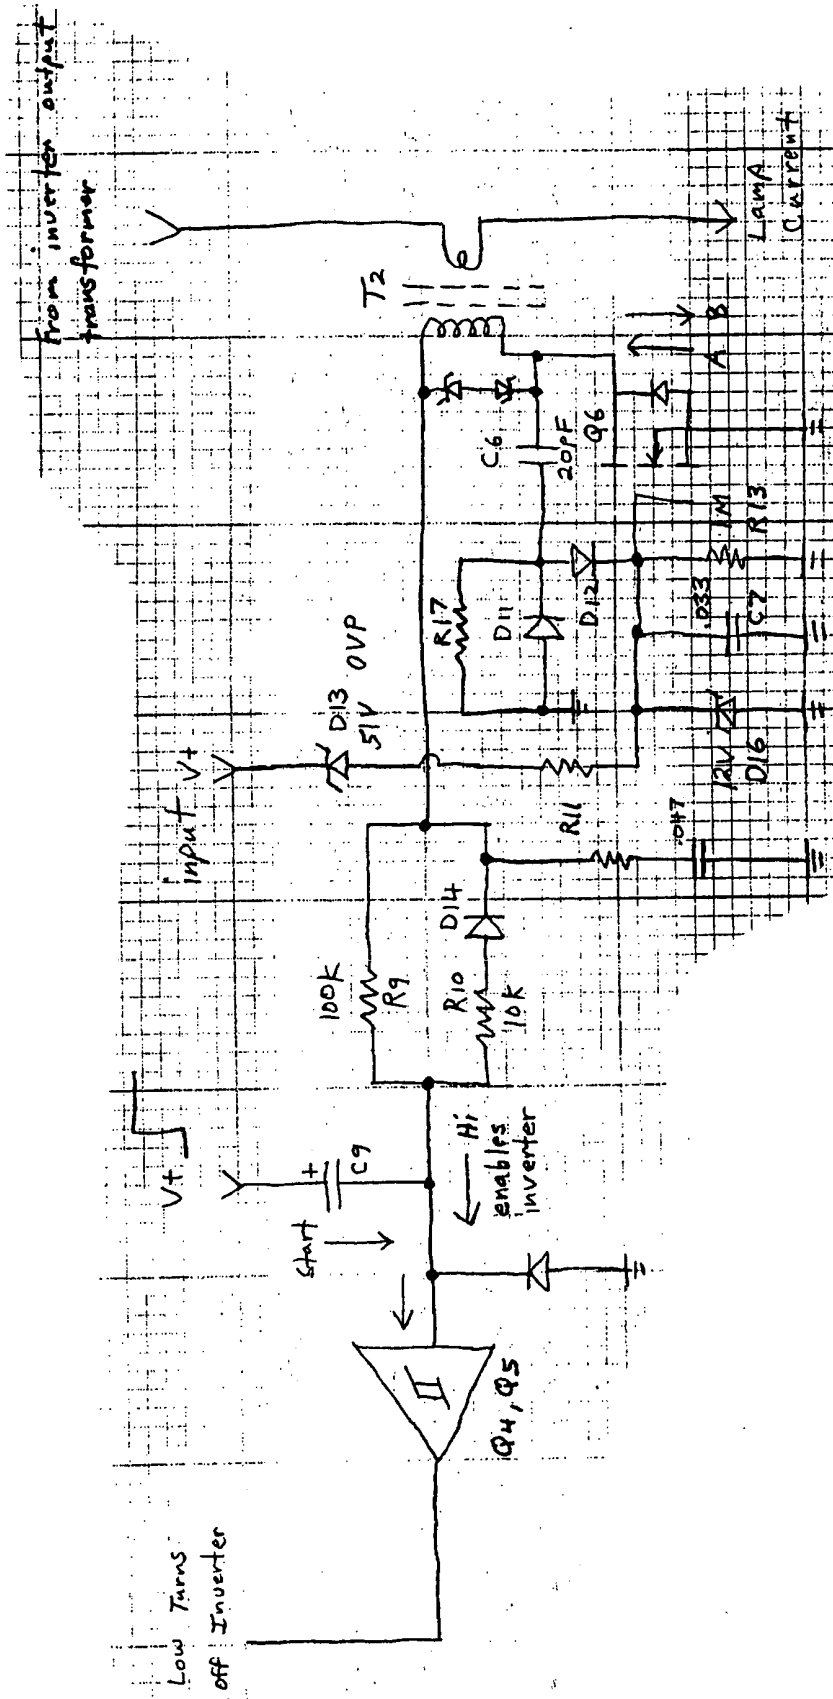 From inverter output
transformer
T2
Lamp
Current
A
B
C6
20pF
Q6
R17
D11
D12
1M
R13
.033
C7
D13
51V
OVP
Input V+
R11
12V
D16
.047
D14
100K
R9
R10
10K
V+
+
C9
Start
Hi
enables
inverter
Q4, Q5
Low Turns
off Inverter